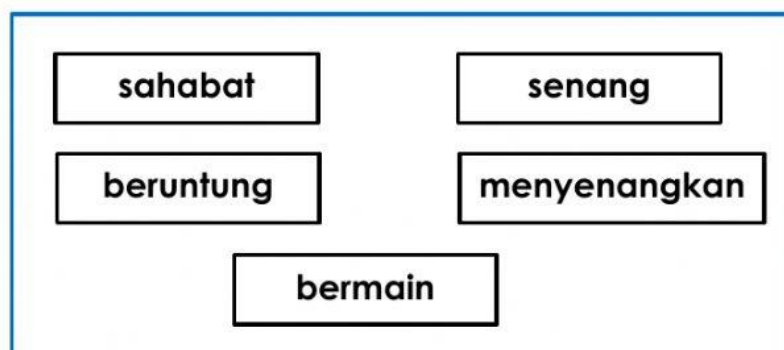 sahabat
senang
beruntung
menyenangkan
bermain